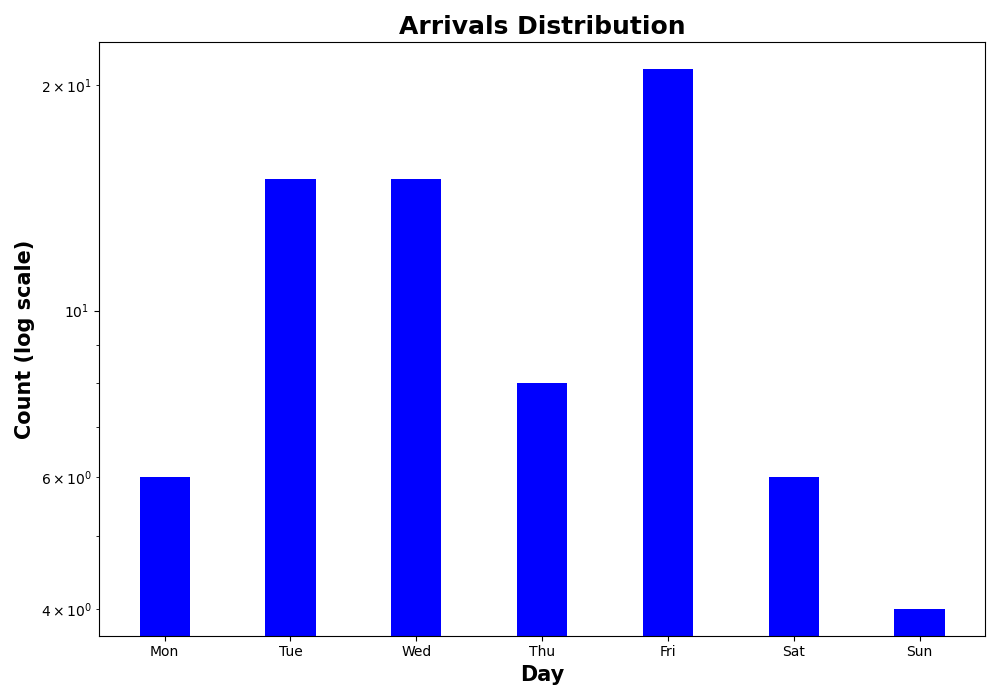 Arrivals Distribution
Count (log scale)
2 × 10¹
10¹
6 × 10⁰
4 × 10⁰
Mon Tue Wed Thu Fri Sat Sun
Day